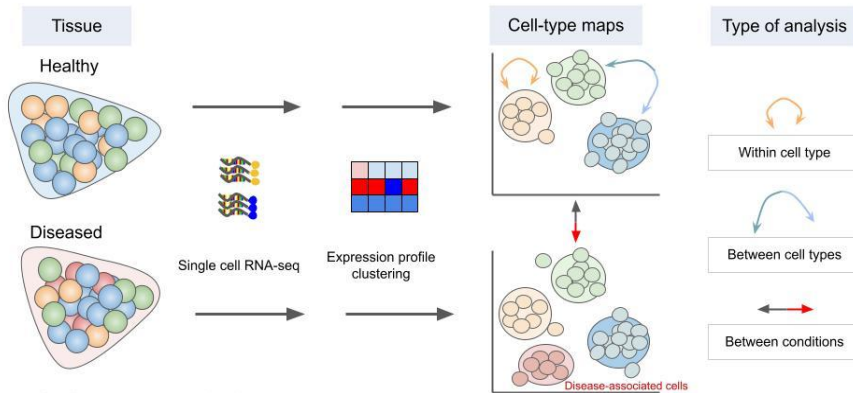 Tissue
Cell-type maps
Type of analysis
Healthy
Within cell type
Diseased
Single cell RNA-seq
Expression profile
clustering
Between cell types
Between conditions
Disease-associated cells